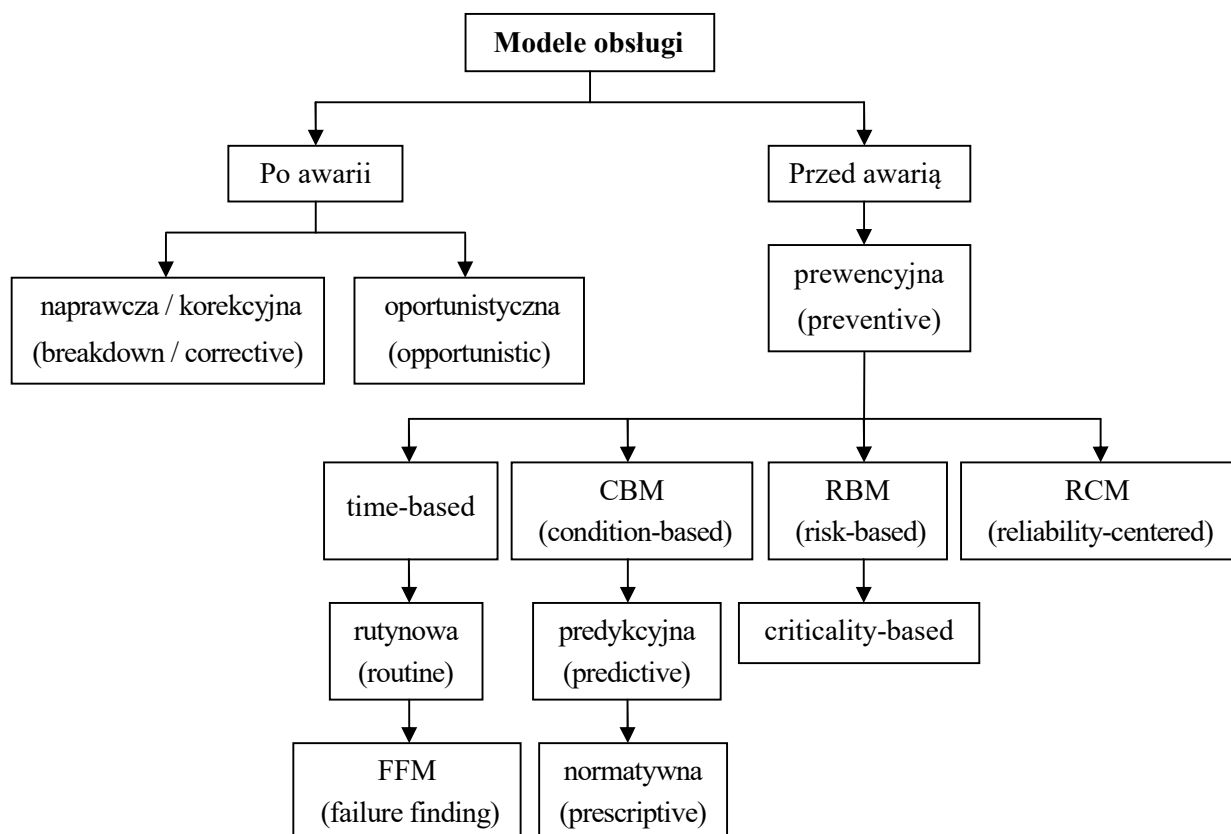 Modele obsługi
Po awarii
Przed awarią
naprawcza / korekcyjna
(breakdown / corrective)
oportunistyczna
(opportunistic)
prewencyjna
(preventive)
time-based
CBM
(condition-based)
RBM
(risk-based)
RCM
(reliability-centered)
rutynowa
(routine)
predykcyjna
(predictive)
criticality-based
FFM
(failure finding)
normatywna
(prescriptive)